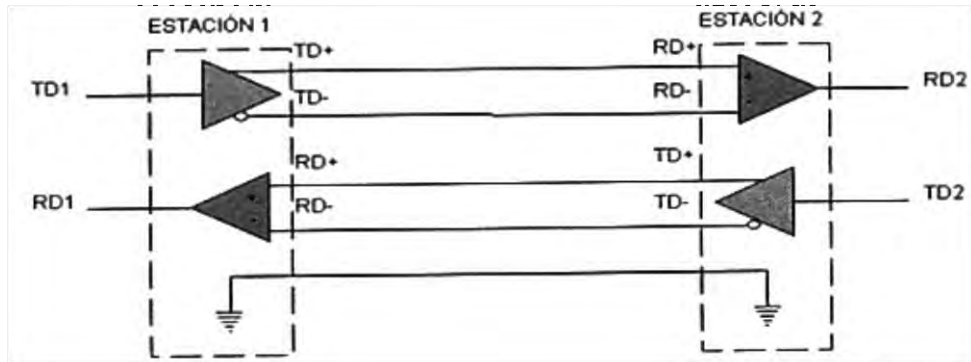 ESTACIÓN 1
ESTACIÓN 2
TD+
RD+
TD1
TD-
RD-
RD2
RD+
TD+
RD1
RD-
TD-
TD2